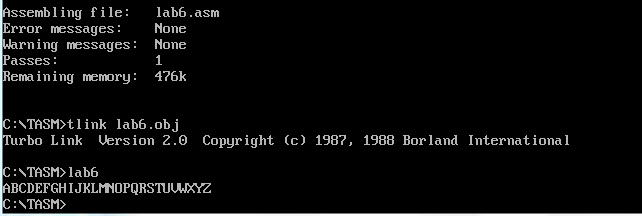 Assembling file:   lab6.asm
Error messages:    None
Warning messages:  None
Passes:            1
Remaining memory:  476k
C:\TASM>tlink lab6.obj
Turbo Link  Version 2.0  Copyright (c) 1987, 1988 Borland International
C:\TASM>lab6
ABCDEFGHIJKLMNOPQRSTUVWXYZ
C:\TASM>